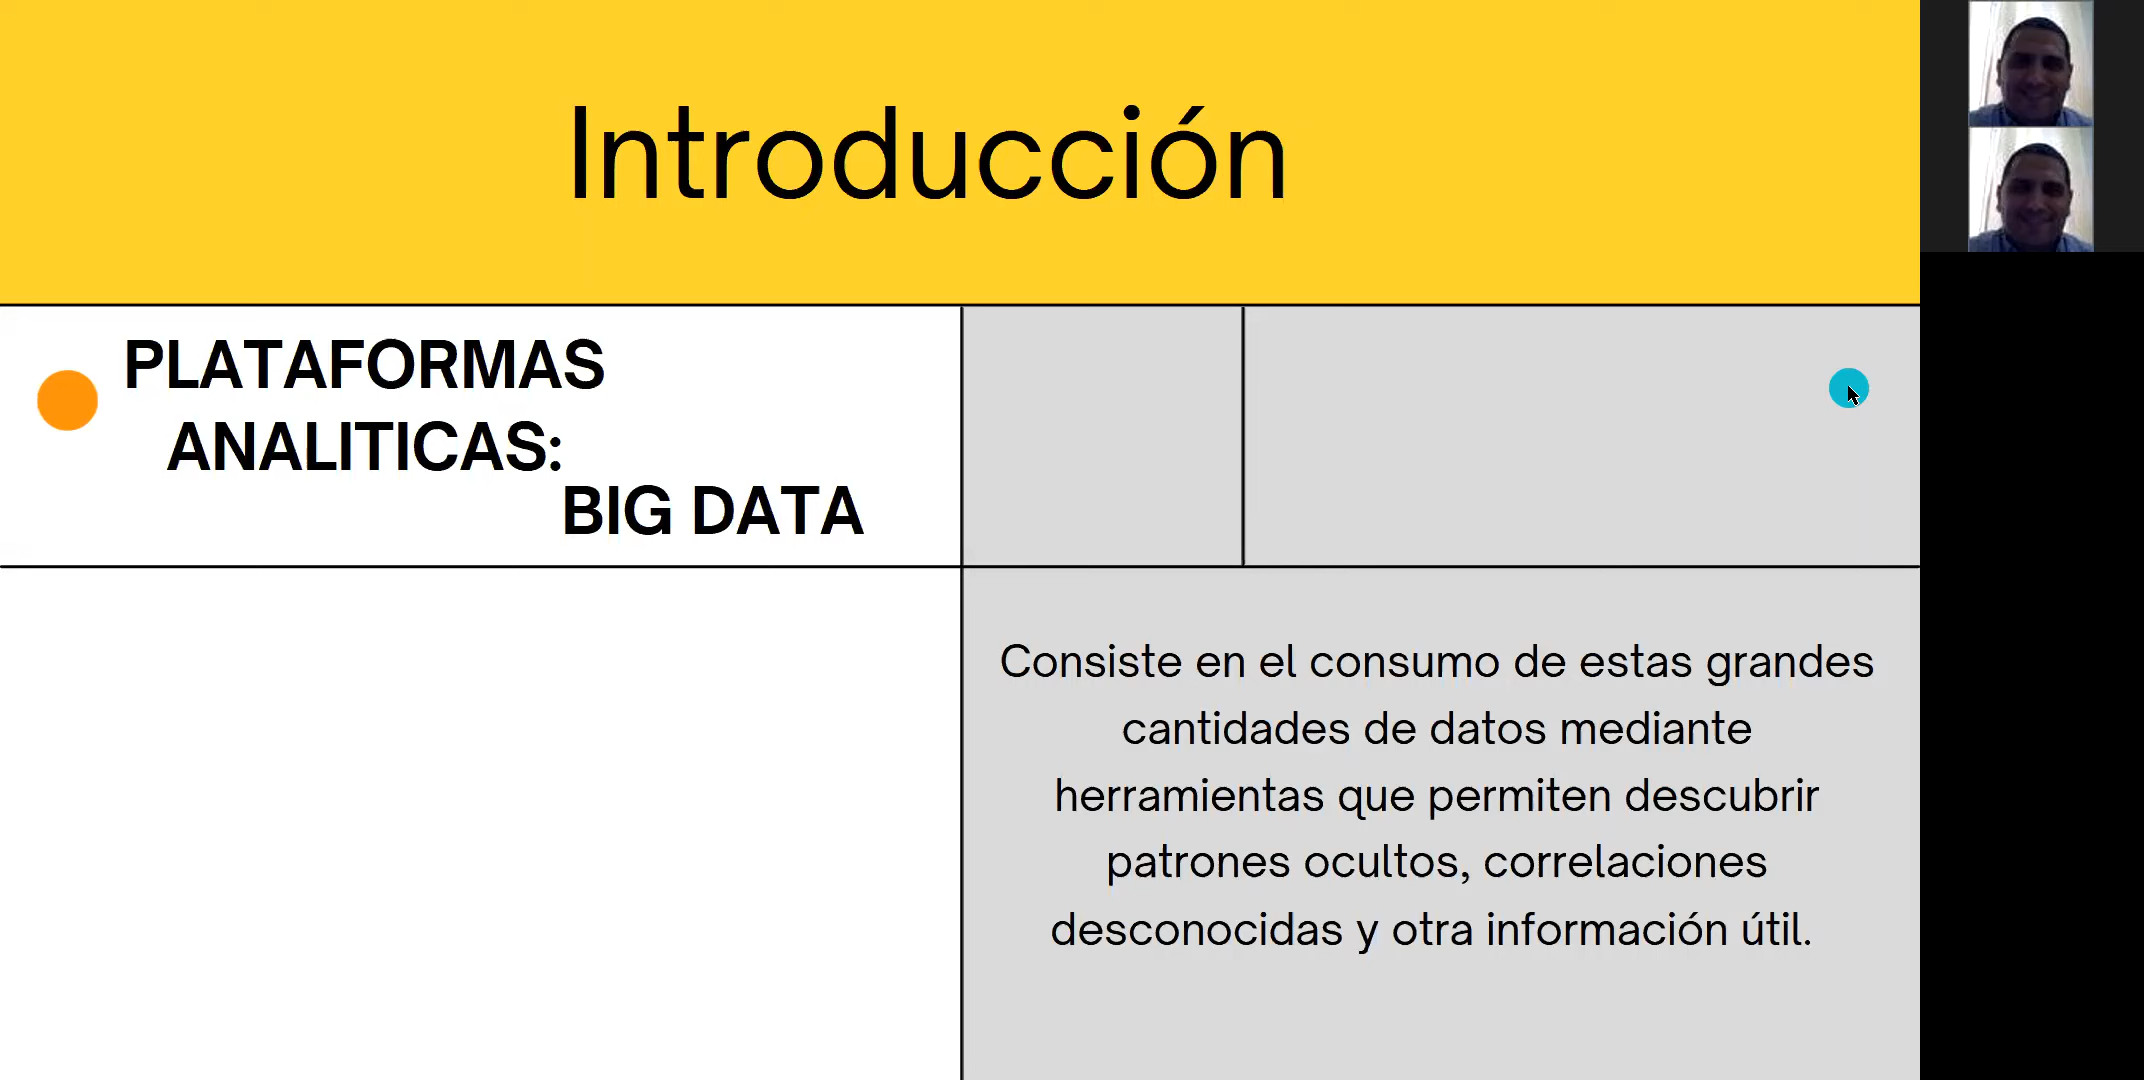 Introducción
PLATAFORMAS
ANALITICAS:
BIG DATA
Consiste en el consumo de estas grandes
cantidades de datos mediante
herramientas que permiten descubrir
patrones ocultos, correlaciones
desconocidas y otra información útil.